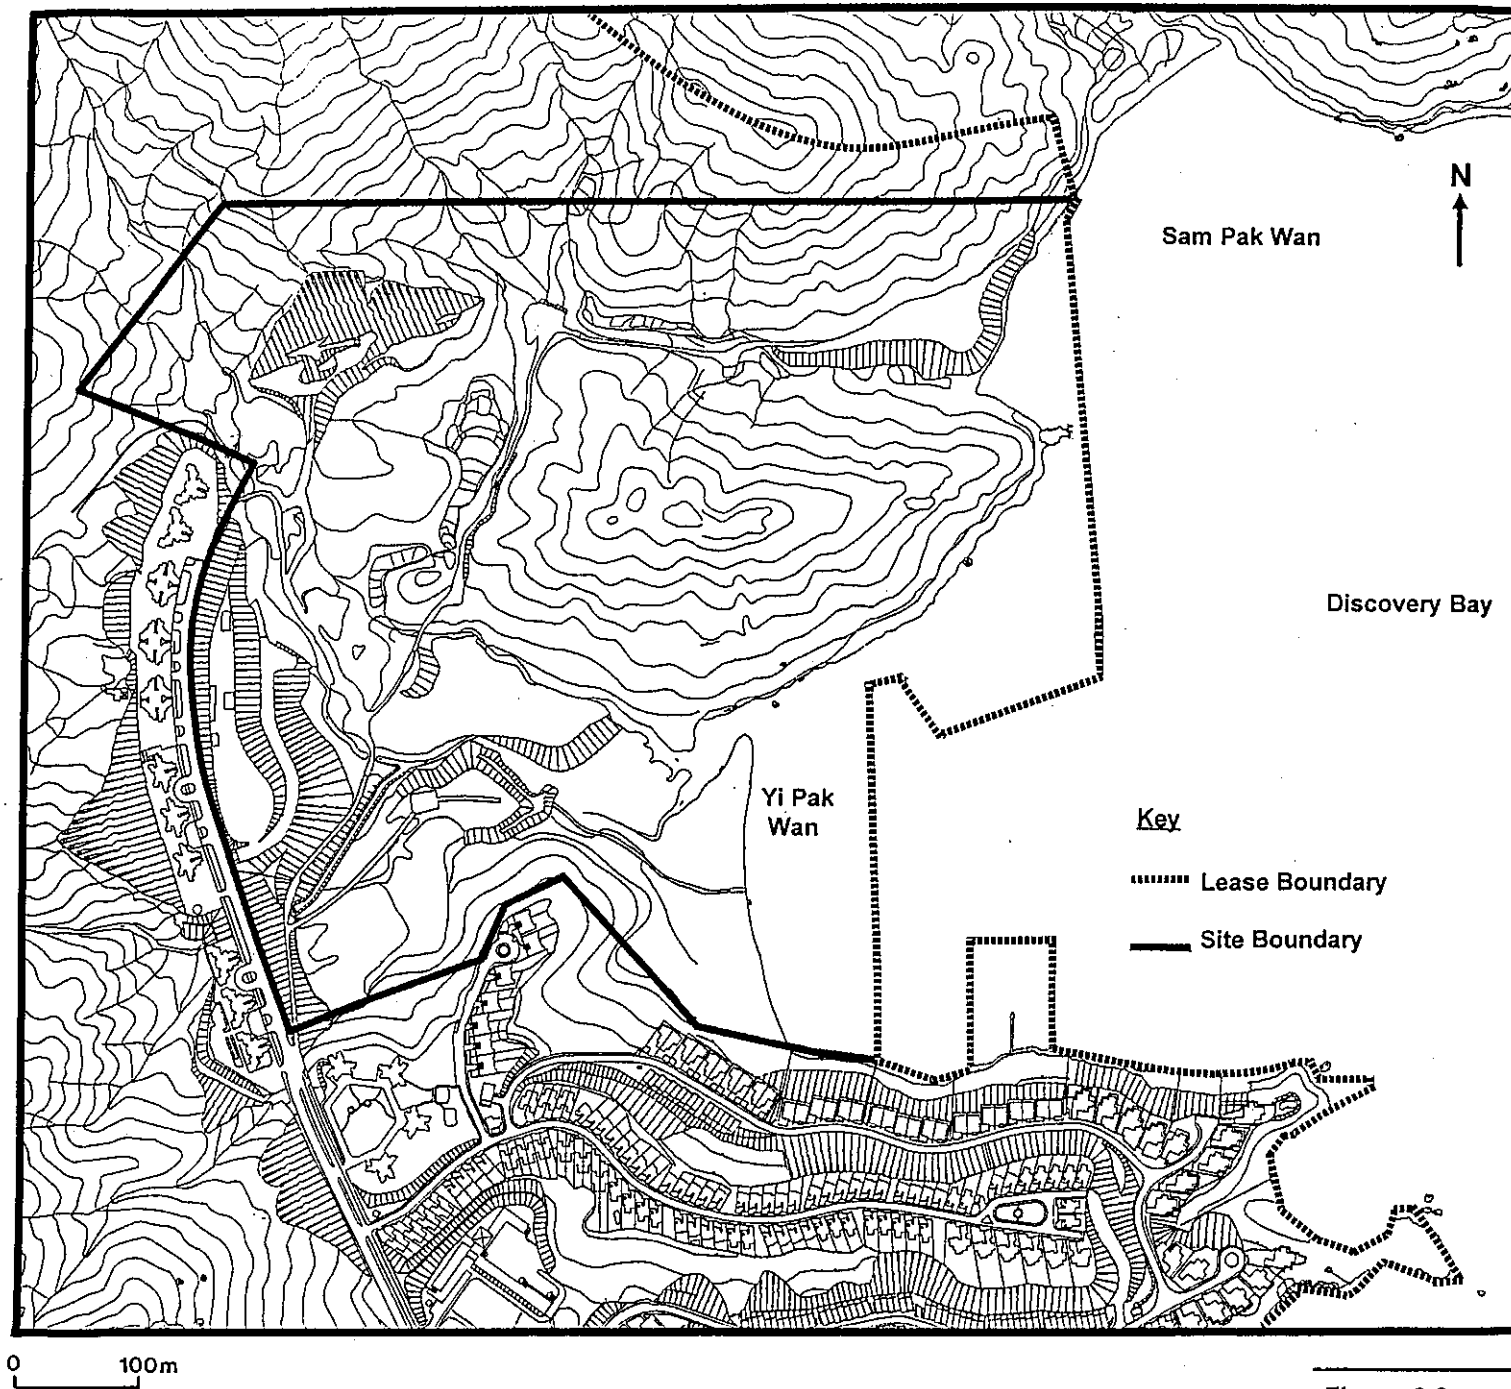 N
Sam Pak Wan
Discovery Bay
Yi Pak
Wan
Key
Lease Boundary
Site Boundary
0 100m